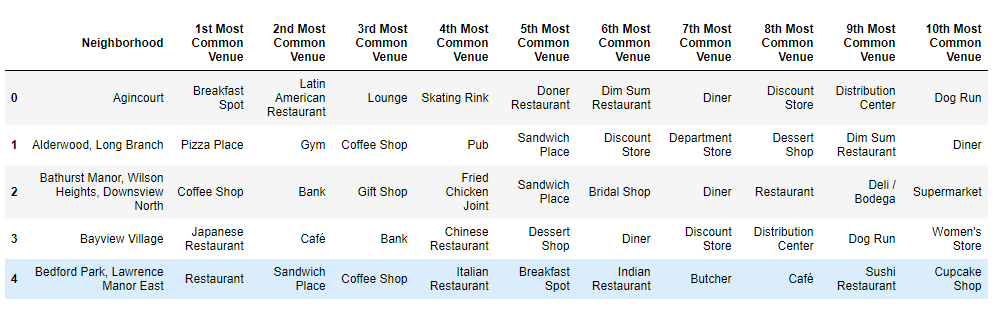 Neighborhood 1st Most Common Venue 2nd Most Common Venue 3rd Most Common Venue 4th Most Common Venue 5th Most Common Venue 6th Most Common Venue 7th Most Common Venue 8th Most Common Venue 9th Most Common Venue 10th Most Common Venue
0 Agincourt Breakfast Spot Latin American Restaurant Lounge Skating Rink Doner Restaurant Dim Sum Restaurant Diner Discount Store Distribution Center Dog Run
1 Alderwood, Long Branch Pizza Place Gym Coffee Shop Pub Sandwich Place Discount Store Department Store Dessert Shop Dim Sum Restaurant Diner
2 Bathurst Manor, Wilson Heights, Downsview North Coffee Shop Bank Gift Shop Fried Chicken Joint Sandwich Place Bridal Shop Diner Restaurant Deli / Bodega Supermarket
3 Bayview Village Japanese Restaurant Café Bank Chinese Restaurant Dessert Shop Diner Discount Store Distribution Center Dog Run Women's Store
4 Bedford Park, Lawrence Manor East Restaurant Sandwich Place Coffee Shop Italian Restaurant Breakfast Spot Indian Restaurant Butcher Café Sushi Restaurant Cupcake Shop